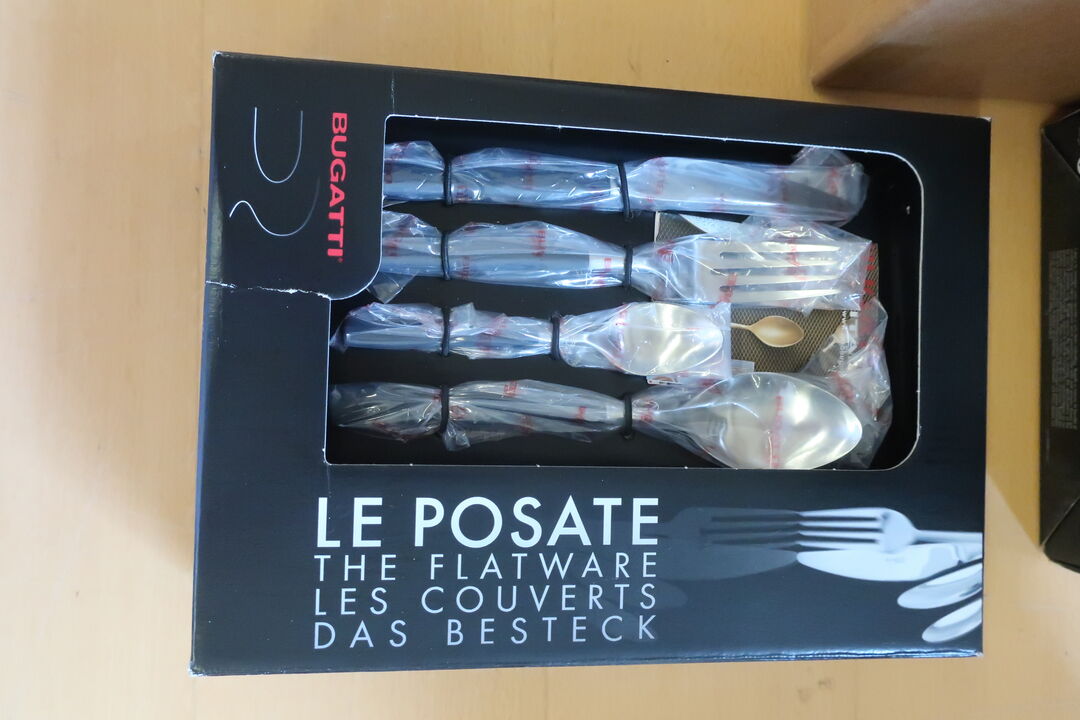 BUGATTI
LE POSATE
THE FLATWARE
LES COUVERTS
DAS BESTECK